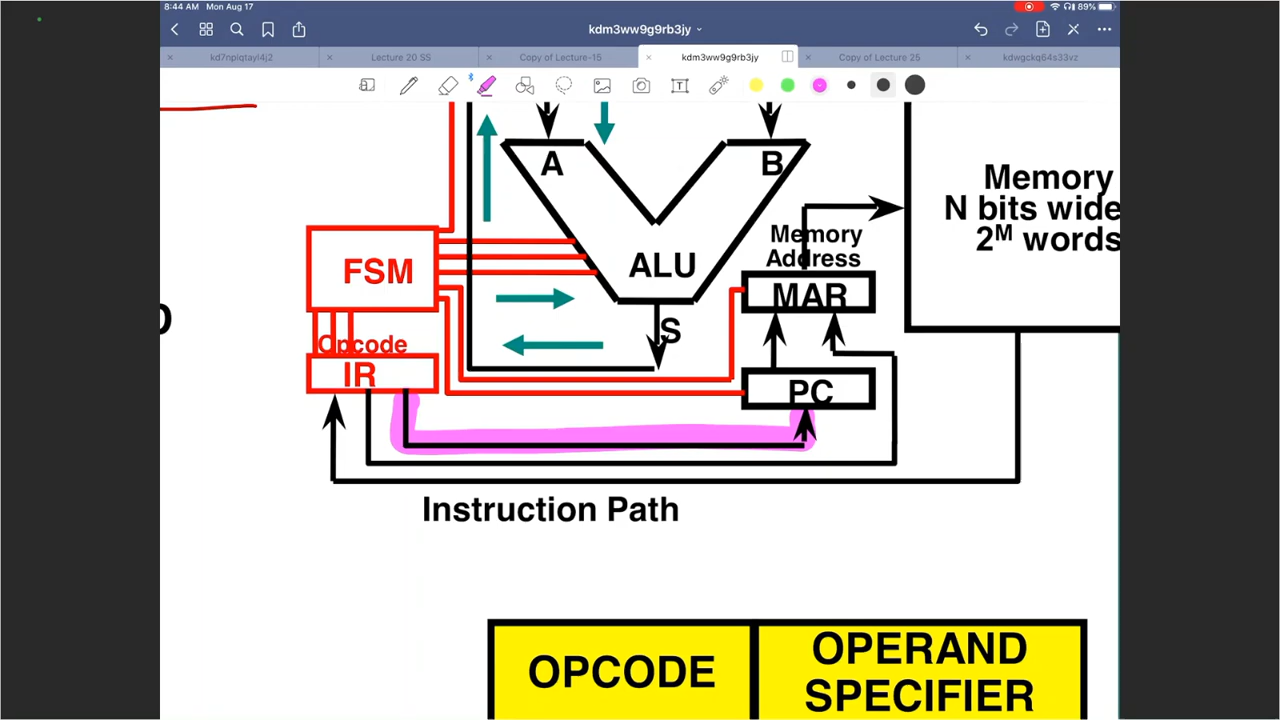 8:44 AM Mon Aug 17
89%
kdm3ww9g9rb3jy
kd7nplqtayl4j2
Lecture 20 SS
Copy of Lecture-15
kdm3ww9g9rb3jy
Copy of Lecture 25
kdwgckq64s33vz
T
A
B
Memory
N bits wide
2ᴹ words
Memory
Address
FSM
ALU
MAR
S
Opcode
IR
PC
Instruction Path
OPCODE
OPERAND
SPECIFIER